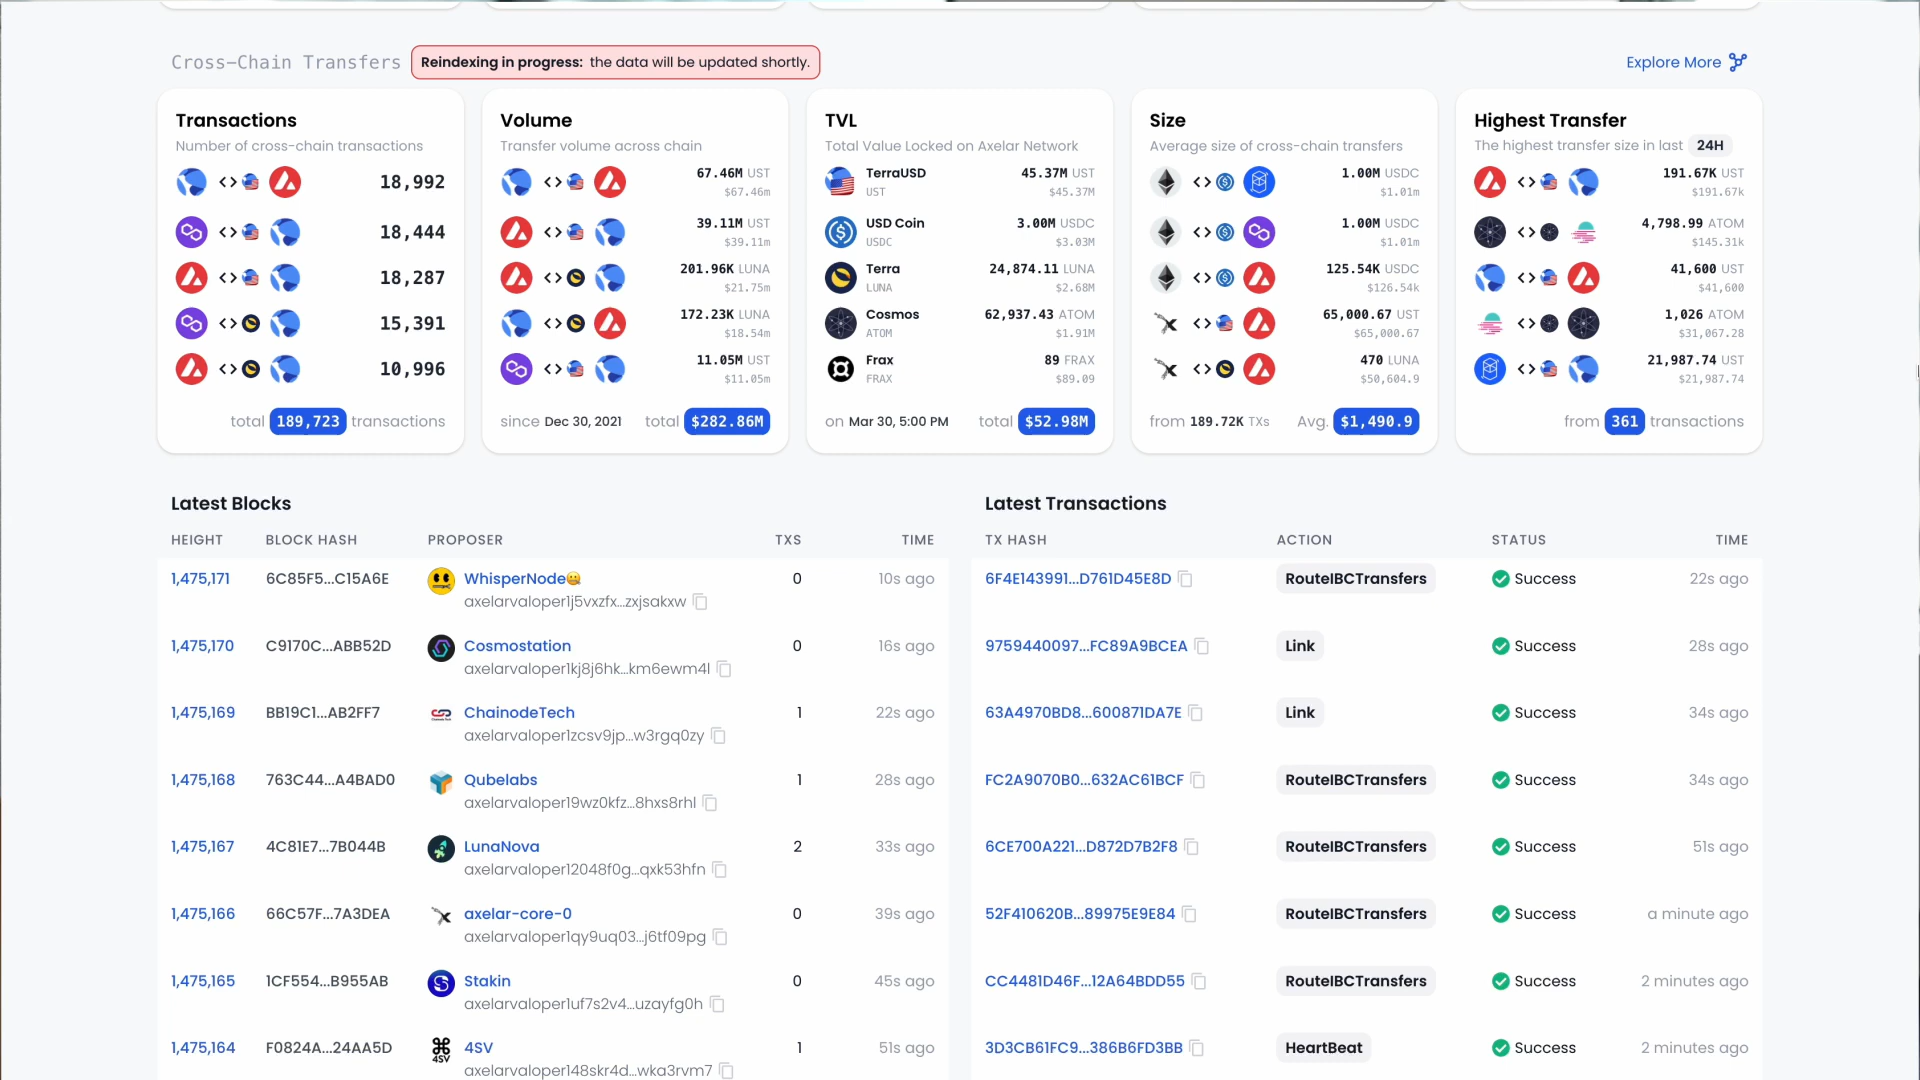 Cross-Chain Transfers Reindexing in progress: the data will be updated shortly. Explore More
Transactions
Number of cross-chain transactions
<> 18,992
<> 18,444
<> 18,287
<> 15,391
<> 10,996
total 189,723 transactions
Volume
Transfer volume across chain
<> 67.46M UST
$67.46m
<> 39.11M UST
$39.11m
<> 201.96K LUNA
$21.75m
<> 172.23K LUNA
$18.54m
<> 11.05M UST
$11.05m
since Dec 30, 2021 total $282.86M
TVL
Total Value Locked on Axelar Network
TerraUSD 45.37M UST
UST $45.37M
USD Coin 3.00M USDC
USDC $3.03M
Terra 24,874.11 LUNA
LUNA $2.68M
Cosmos 62,937.43 ATOM
ATOM $1.91M
Frax 89 FRAX
FRAX $89.09
on Mar 30, 5:00 PM total $52.98M
Size
Average size of cross-chain transfers
<> 1.00M USDC
$1.01m
<> 1.00M USDC
$1.01m
<> 125.54K USDC
$126.54k
<> 65,000.67 UST
$65,000.67
<> 470 LUNA
$50,604.9
from 189.72K TXs Avg. $1,490.9
Highest Transfer
The highest transfer size in last 24H
<> 191.67K UST
$191.67k
<> 4,798.99 ATOM
$145.31k
<> 41,600 UST
$41,600
<> 1,026 ATOM
$31,067.28
<> 21,987.74 UST
$21,987.74
from 361 transactions
Latest Blocks
HEIGHT BLOCK HASH PROPOSER TXS TIME
1,475,171 6C85F5...C15A6E WhisperNode🤐 0 10s ago
axelarvaloper1j5vxzfx...zxjsakxw
1,475,170 C9170C...ABB52D Cosmostation 0 16s ago
axelarvaloper1kj8j6hk...km6ewm4l
1,475,169 BB19C1...AB2FF7 ChainodeTech 1 22s ago
axelarvaloper1zcsv9jp...w3rgq0zy
1,475,168 763C44...A4BAD0 Qubelabs 1 28s ago
axelarvaloper19wz0kfz...8hxs8rhl
1,475,167 4C81E7...7B044B LunaNova 2 33s ago
axelarvaloper12048f0g...qxk53hfn
1,475,166 66C57F...7A3DEA axelar-core-0 0 39s ago
axelarvaloper1qy9uq03...j6tf09pg
1,475,165 1CF554...B955AB Stakin 0 45s ago
axelarvaloper1uf7s2v4...uzayfg0h
1,475,164 F0824A...24AA5D 4SV 4SV 1 51s ago
axelarvaloper148skr4d...wka3rvm7
Latest Transactions
TX HASH ACTION STATUS TIME
6F4E143991...D761D45E8D RouteIBCTransfers Success 22s ago
9759440097...FC89A9BCEA Link Success 28s ago
63A4970BD8...600871DA7E Link Success 34s ago
FC2A9070B0...632AC61BCF RouteIBCTransfers Success 34s ago
6CE700A221...D872D7B2F8 RouteIBCTransfers Success 51s ago
52F410620B...89975E9E84 RouteIBCTransfers Success a minute ago
CC4481D46F...12A64BDD55 RouteIBCTransfers Success 2 minutes ago
3D3CB61FC9...386B6FD3BB HeartBeat Success 2 minutes ago